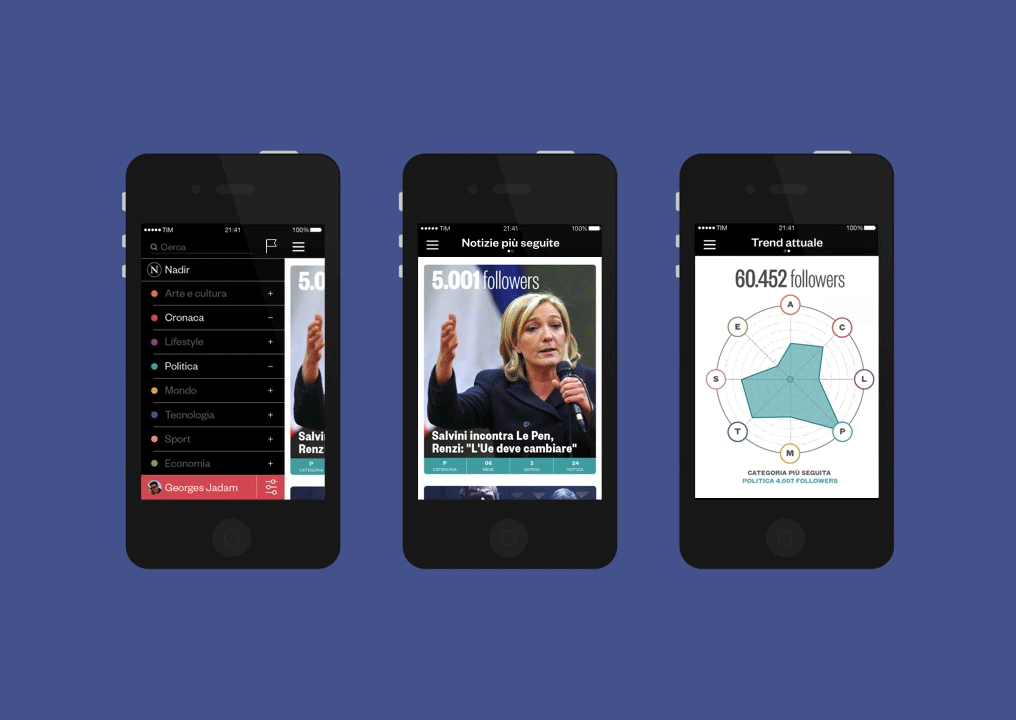 TIM 21:41 100%
Cerca
N Nadir
Arte e cultura +
Cronaca −
Lifestyle +
Politica −
Mondo +
Tecnologia +
Sport +
Economia +
Georges Jadam
5.0
Salvi
Renz
P
CATEGORIA
TIM 21:41 100%
Notizie più seguite
5.001 followers
Salvini incontra Le Pen,
Renzi: "L'Ue deve cambiare"
P 06 3 24
CATEGORIA MESE GIORNO NOTIZIA
TIM 21:41 100%
Trend attuale
60.452 followers
A
E C
S L
T P
M
CATEGORIA PIÙ SEGUITA
POLITICA 4.007 FOLLOWERS